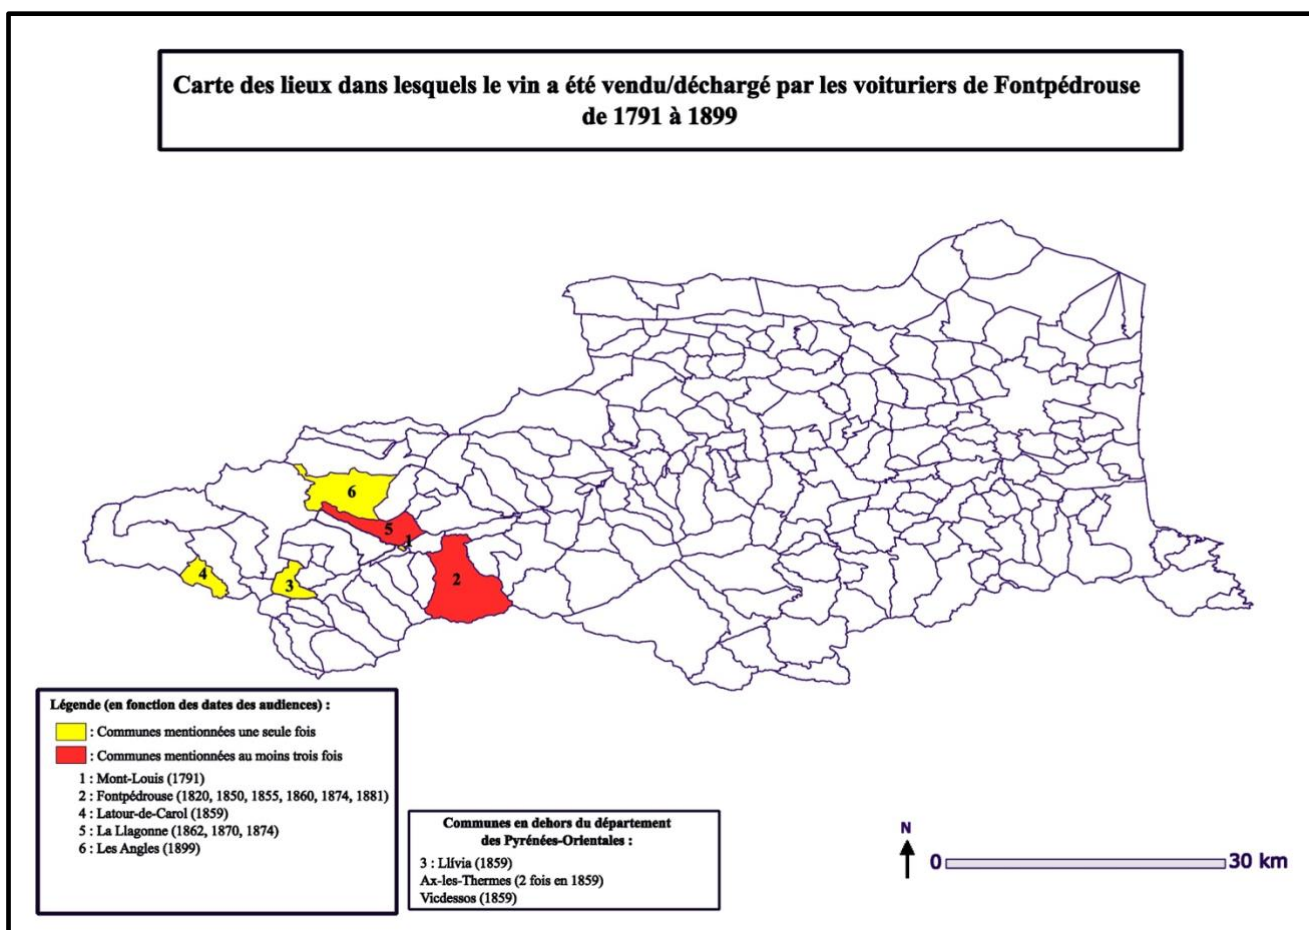 Carte des lieux dans lesquels le vin a été vendu/déchargé par les voituriers de Fontpédrouse
de 1791 à 1899
6
5
1
4
3
2
Légende (en fonction des dates des audiences) :
: Communes mentionnées une seule fois
: Communes mentionnées au moins trois fois
1 : Mont-Louis (1791)
2 : Fontpédrouse (1820, 1850, 1855, 1860, 1874, 1881)
4 : Latour-de-Carol (1859)
5 : La Llagonne (1862, 1870, 1874)
6 : Les Angles (1899)
Communes en dehors du département
des Pyrénées-Orientales :
3 : Llívia (1859)
Ax-les-Thermes (2 fois en 1859)
Vicdessos (1859)
N
0 30 km